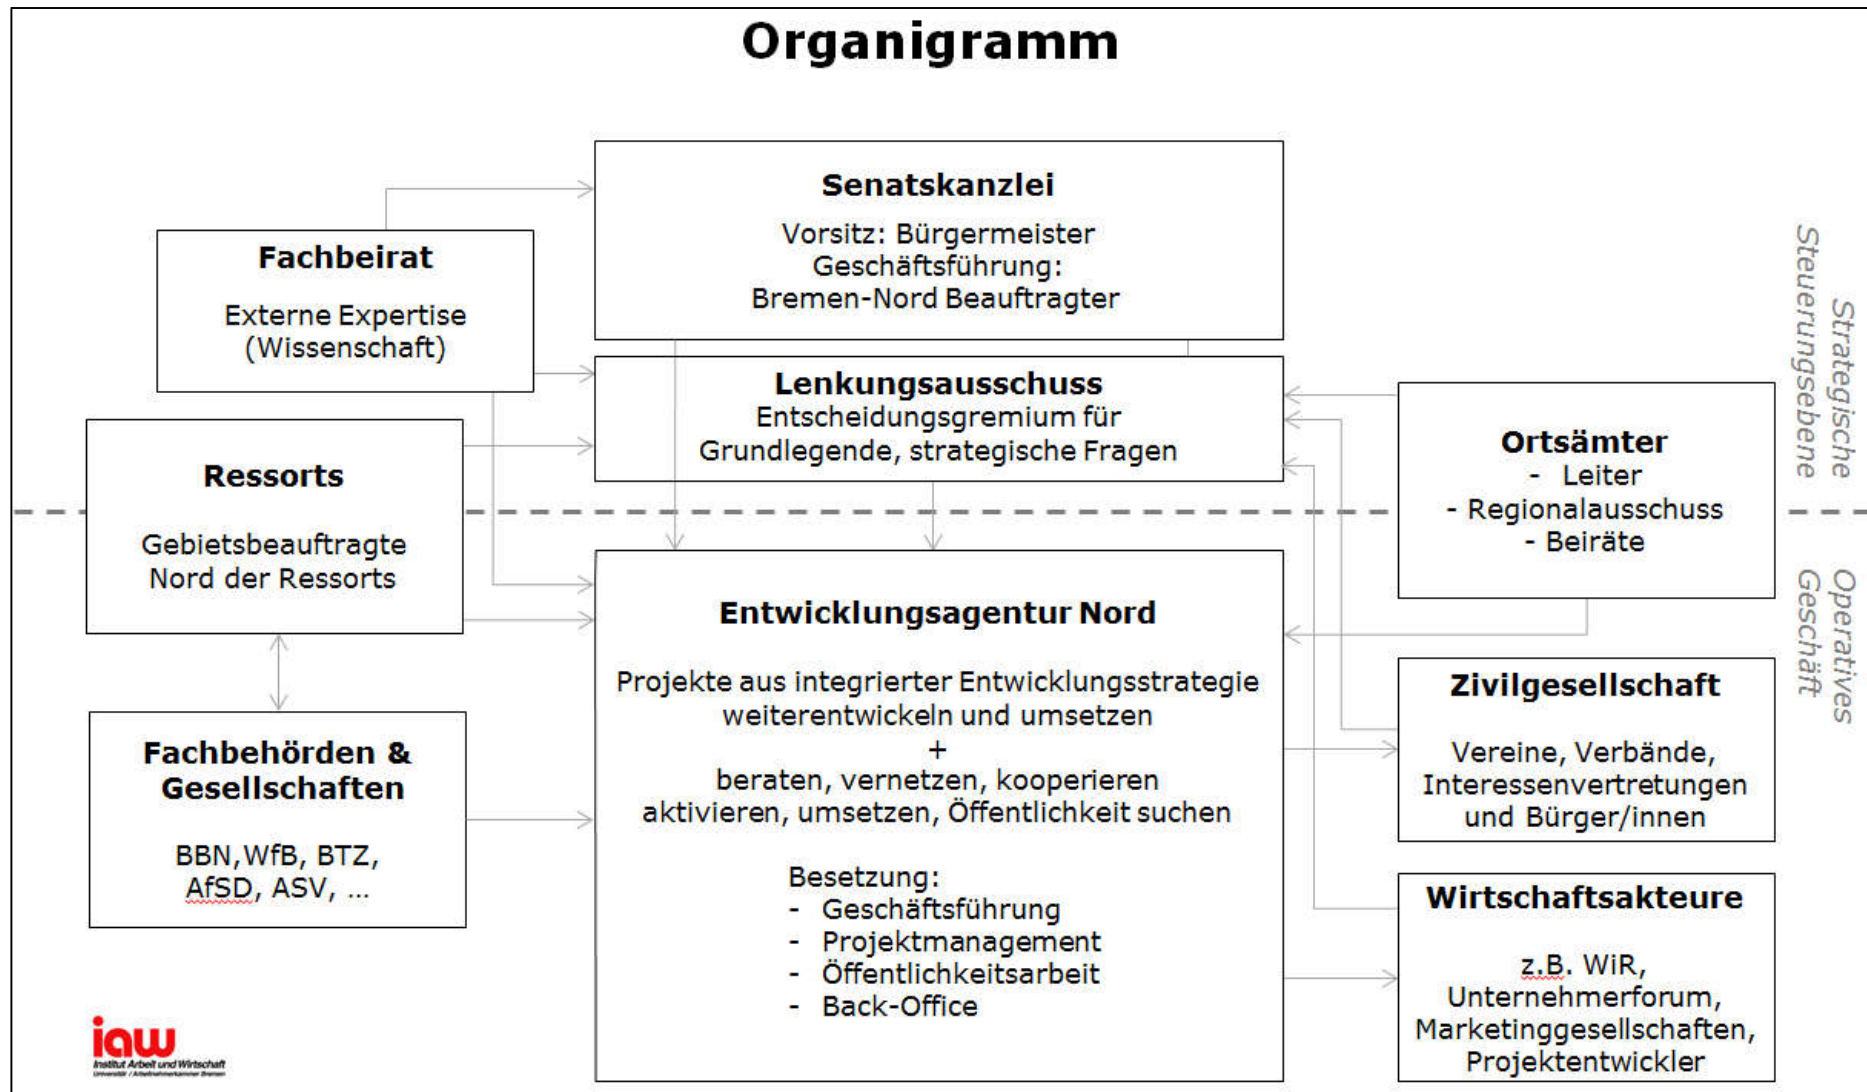 Organigramm
Senatskanzlei
Vorsitz: Bürgermeister
Geschäftsführung:
Bremen-Nord Beauftragter
Fachbeirat
Externe Expertise
(Wissenschaft)
Lenkungsausschuss
Entscheidungsgremium für
Grundlegende, strategische Fragen
Ressorts
Gebietsbeauftragte
Nord der Ressorts
Ortsämter
- Leiter
- Regionalausschuss
- Beiräte
Strategische
Steuerungsebene
Operatives
Geschäft
Entwicklungsagentur Nord
Projekte aus integrierter Entwicklungsstrategie
weiterentwickeln und umsetzen
+
beraten, vernetzen, kooperieren
aktivieren, umsetzen, Öffentlichkeit suchen
Besetzung:
- Geschäftsführung
- Projektmanagement
- Öffentlichkeitsarbeit
- Back-Office
Fachbehörden &
Gesellschaften
BBN,WfB, BTZ,
AfSD, ASV, ...
Zivilgesellschaft
Vereine, Verbände,
Interessenvertretungen
und Bürger/innen
Wirtschaftsakteure
z.B. WiR,
Unternehmerforum,
Marketinggesellschaften,
Projektentwickler
iaw
Institut Arbeit und Wirtschaft
Universität / Arbeitnehmerkammer Bremen